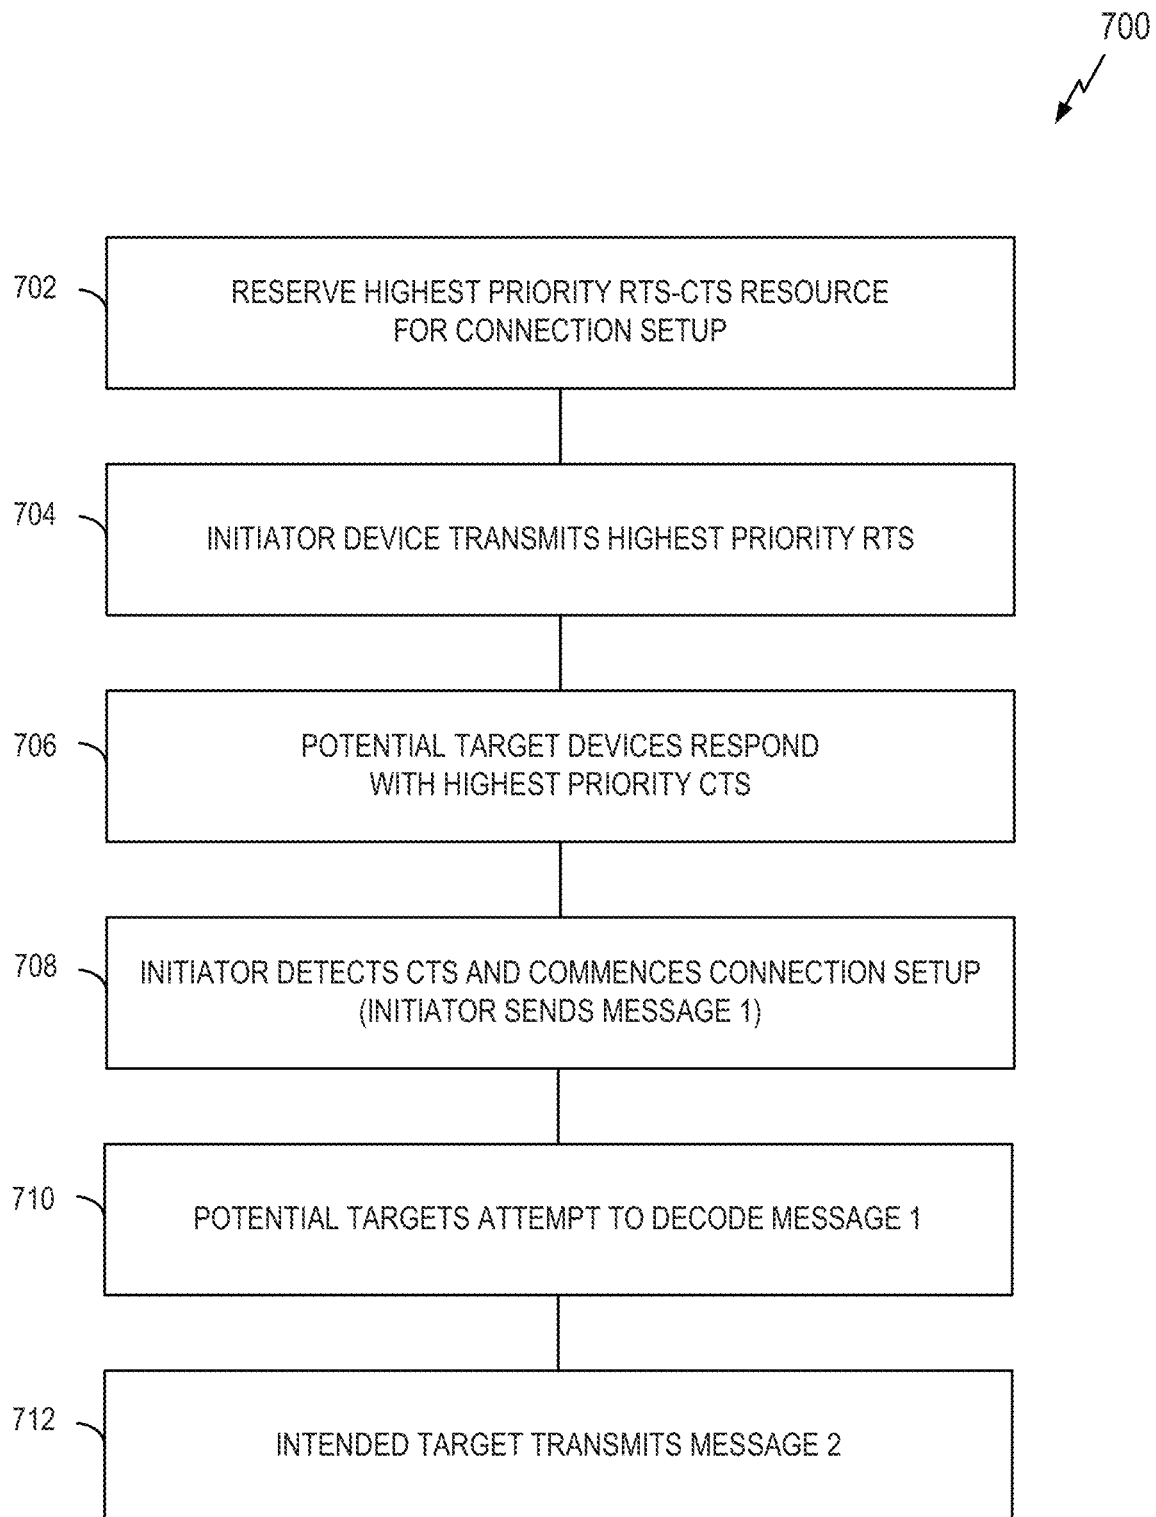 700
702
RESERVE HIGHEST PRIORITY RTS-CTS RESOURCE
FOR CONNECTION SETUP
704
INITIATOR DEVICE TRANSMITS HIGHEST PRIORITY RTS
706
POTENTIAL TARGET DEVICES RESPOND
WITH HIGHEST PRIORITY CTS
708
INITIATOR DETECTS CTS AND COMMENCES CONNECTION SETUP
(INITIATOR SENDS MESSAGE 1)
710
POTENTIAL TARGETS ATTEMPT TO DECODE MESSAGE 1
712
INTENDED TARGET TRANSMITS MESSAGE 2